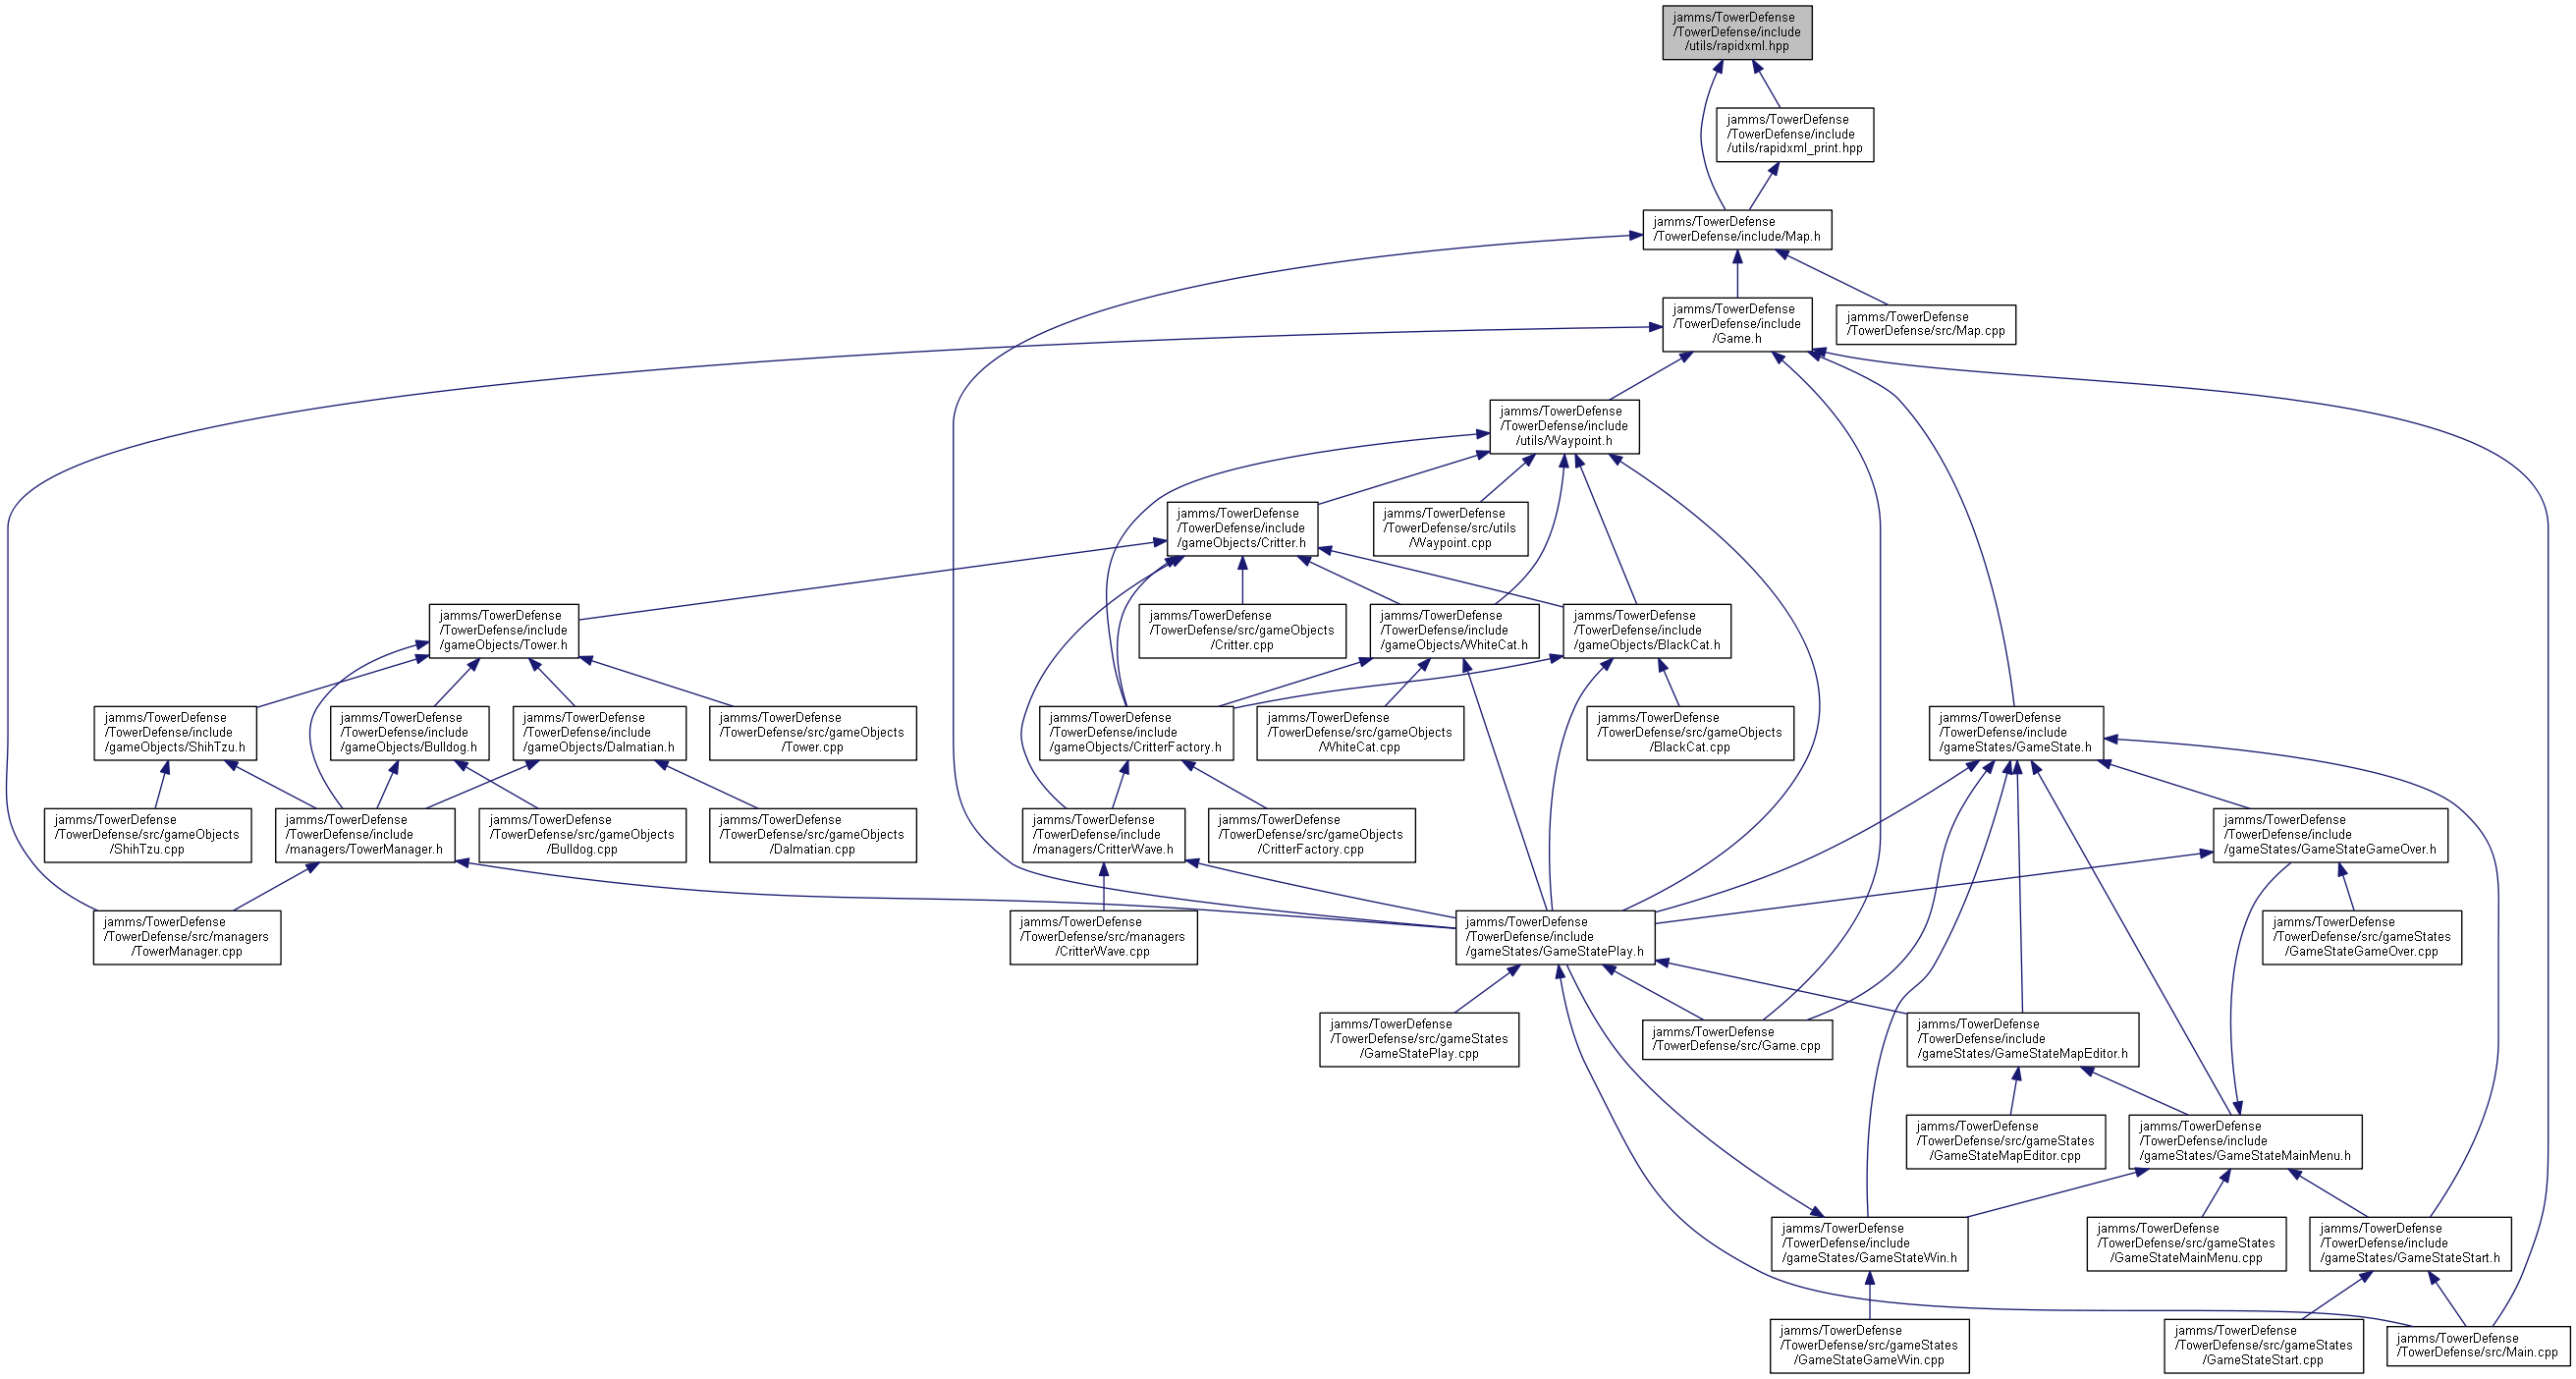 jamms/TowerDefense
/TowerDefense/include
/utils/rapidxml.hpp
jamms/TowerDefense
/TowerDefense/include
/utils/rapidxml_print.hpp
jamms/TowerDefense
/TowerDefense/include/Map.h
jamms/TowerDefense
/TowerDefense/include
/Game.h
jamms/TowerDefense
/TowerDefense/src/Map.cpp
jamms/TowerDefense
/TowerDefense/include
/utils/Waypoint.h
jamms/TowerDefense
/TowerDefense/include
/gameObjects/Critter.h
jamms/TowerDefense
/TowerDefense/src/utils
/Waypoint.cpp
jamms/TowerDefense
/TowerDefense/include
/gameObjects/Tower.h
jamms/TowerDefense
/TowerDefense/src/gameObjects
/Critter.cpp
jamms/TowerDefense
/TowerDefense/include
/gameObjects/WhiteCat.h
jamms/TowerDefense
/TowerDefense/include
/gameObjects/BlackCat.h
jamms/TowerDefense
/TowerDefense/include
/gameObjects/ShihTzu.h
jamms/TowerDefense
/TowerDefense/include
/gameObjects/Bulldog.h
jamms/TowerDefense
/TowerDefense/include
/gameObjects/Dalmatian.h
jamms/TowerDefense
/TowerDefense/src/gameObjects
/Tower.cpp
jamms/TowerDefense
/TowerDefense/include
/gameObjects/CritterFactory.h
jamms/TowerDefense
/TowerDefense/src/gameObjects
/WhiteCat.cpp
jamms/TowerDefense
/TowerDefense/src/gameObjects
/BlackCat.cpp
jamms/TowerDefense
/TowerDefense/include
/gameStates/GameState.h
jamms/TowerDefense
/TowerDefense/src/gameObjects
/ShihTzu.cpp
jamms/TowerDefense
/TowerDefense/include
/managers/TowerManager.h
jamms/TowerDefense
/TowerDefense/src/gameObjects
/Bulldog.cpp
jamms/TowerDefense
/TowerDefense/src/gameObjects
/Dalmatian.cpp
jamms/TowerDefense
/TowerDefense/include
/managers/CritterWave.h
jamms/TowerDefense
/TowerDefense/src/gameObjects
/CritterFactory.cpp
jamms/TowerDefense
/TowerDefense/include
/gameStates/GameStateGameOver.h
jamms/TowerDefense
/TowerDefense/src/managers
/TowerManager.cpp
jamms/TowerDefense
/TowerDefense/src/managers
/CritterWave.cpp
jamms/TowerDefense
/TowerDefense/include
/gameStates/GameStatePlay.h
jamms/TowerDefense
/TowerDefense/src/gameStates
/GameStateGameOver.cpp
jamms/TowerDefense
/TowerDefense/src/gameStates
/GameStatePlay.cpp
jamms/TowerDefense
/TowerDefense/src/Game.cpp
jamms/TowerDefense
/TowerDefense/include
/gameStates/GameStateMapEditor.h
jamms/TowerDefense
/TowerDefense/src/gameStates
/GameStateMapEditor.cpp
jamms/TowerDefense
/TowerDefense/include
/gameStates/GameStateMainMenu.h
jamms/TowerDefense
/TowerDefense/include
/gameStates/GameStateWin.h
jamms/TowerDefense
/TowerDefense/src/gameStates
/GameStateMainMenu.cpp
jamms/TowerDefense
/TowerDefense/include
/gameStates/GameStateStart.h
jamms/TowerDefense
/TowerDefense/src/gameStates
/GameStateGameWin.cpp
jamms/TowerDefense
/TowerDefense/src/gameStates
/GameStateStart.cpp
jamms/TowerDefense
/TowerDefense/src/Main.cpp